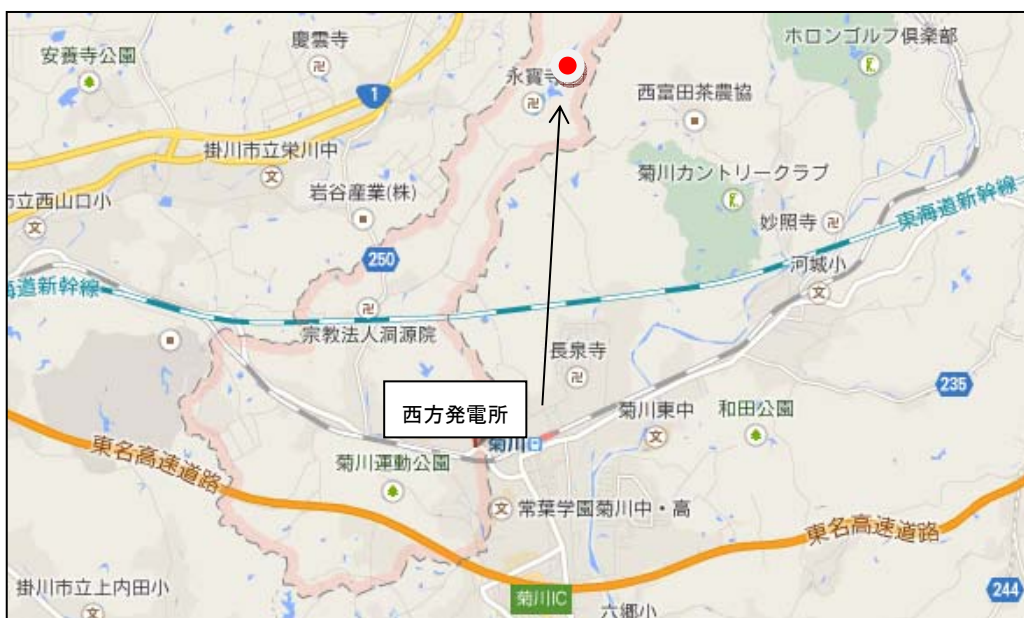 慶雲寺
ホロンゴルフ倶楽部
安養寺公園
永寶寺
1
西富田茶農協
掛川市立栄川中
菊川カントリークラブ
岩谷産業(株)
市立西山口小
妙照寺
東海道新幹線
250
河城小
海道新幹線
宗教法人洞源院
長泉寺
235
西方発電所
菊川東中
和田公園
菊川
東名高速道路
菊川運動公園
常葉学園菊川中・高
東名高速道路
掛川市立上内田小
菊川IC
六郷小
244